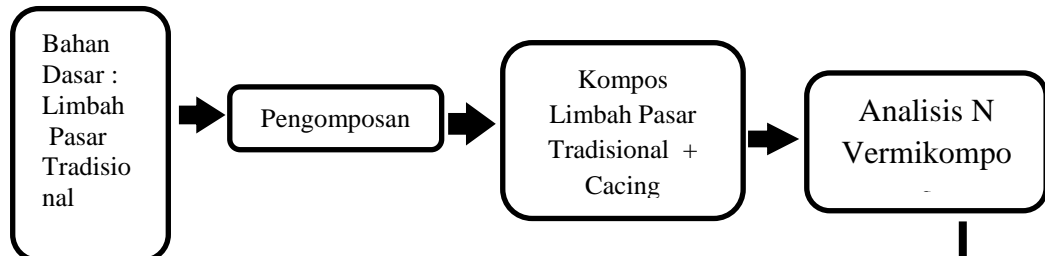 Bahan
Dasar :
Limbah
Pasar
Tradisio
nal
Pengomposan
Kompos
Limbah Pasar
Tradisional +
Cacing
Analisis N
Vermikompo